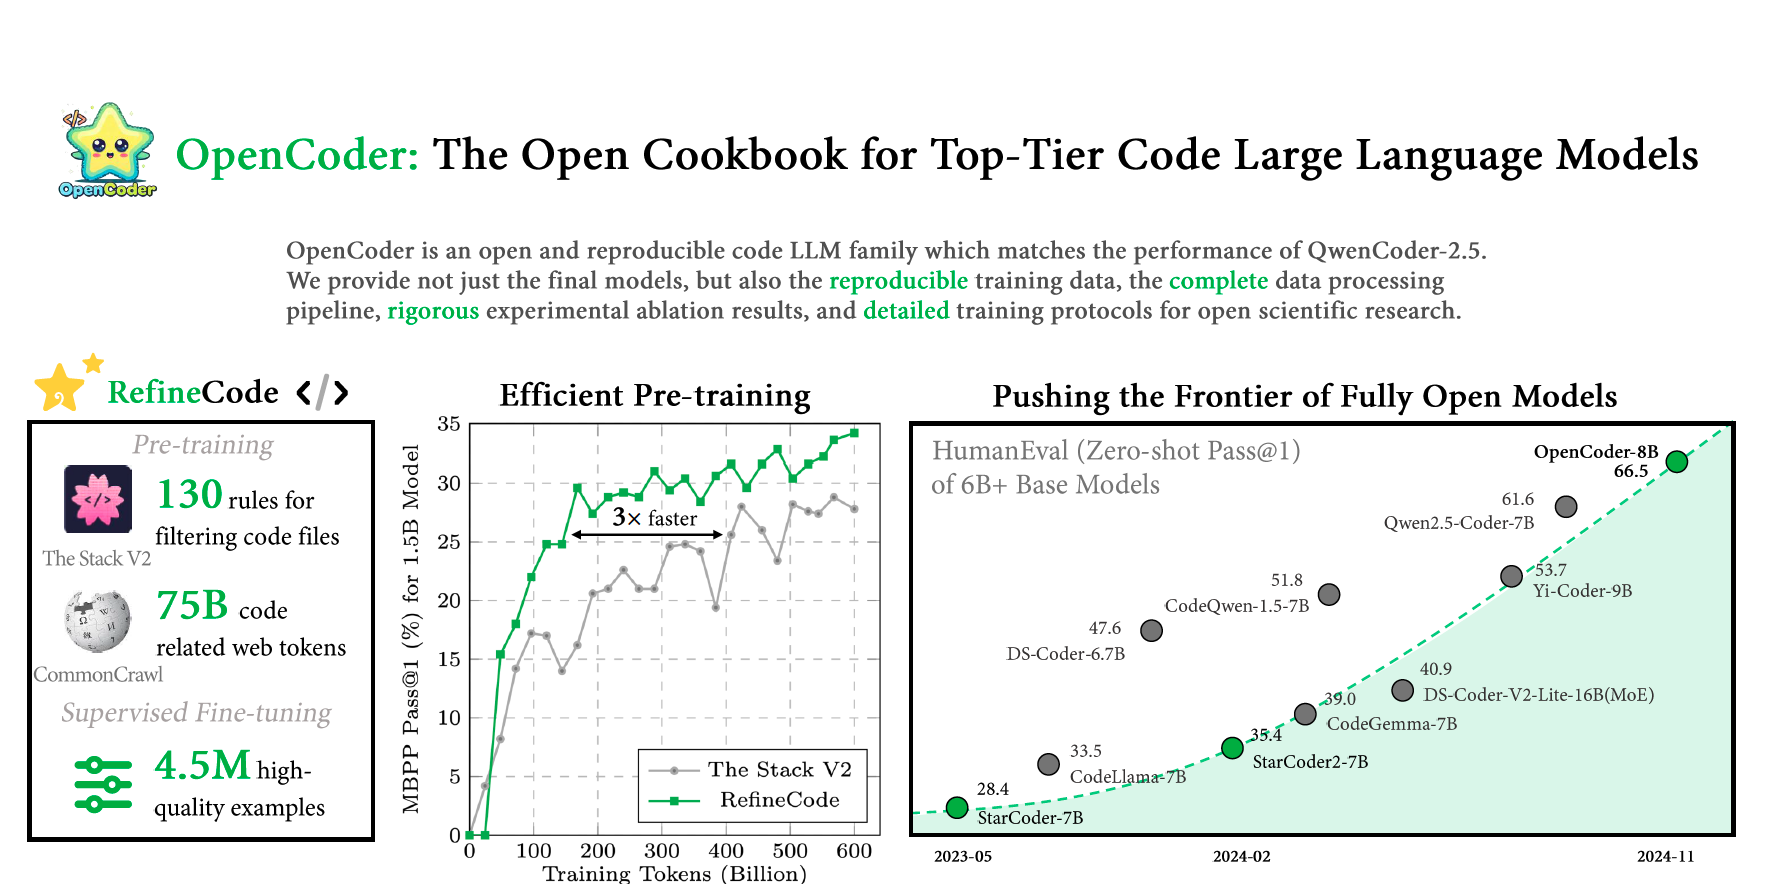 OpenCoder
OpenCoder: The Open Cookbook for Top-Tier Code Large Language Models
OpenCoder is an open and reproducible code LLM family which matches the performance of QwenCoder-2.5.
We provide not just the final models, but also the reproducible training data, the complete data processing
pipeline, rigorous experimental ablation results, and detailed training protocols for open scientific research.
RefineCode </>
Pre-training
</>
130 rules for
filtering code files
The Stack V2
75B code
related web tokens
CommonCrawl
Supervised Fine-tuning
4.5M high-
quality examples
Efficient Pre-training
MBPP Pass@1 (%) for 1.5B Model
35
30
25
20
15
10
5
0
3× faster
The Stack V2
RefineCode
0 100 200 300 400 500 600
Training Tokens (Billion)
Pushing the Frontier of Fully Open Models
HumanEval (Zero-shot Pass@1)
of 6B+ Base Models
OpenCoder-8B
66.5
61.6
Qwen2.5-Coder-7B
53.7
Yi-Coder-9B
51.8
CodeQwen-1.5-7B
47.6
DS-Coder-6.7B
40.9
DS-Coder-V2-Lite-16B(MoE)
39.0
CodeGemma-7B
35.4
StarCoder2-7B
33.5
CodeLlama-7B
28.4
StarCoder-7B
2023-05 2024-02 2024-11